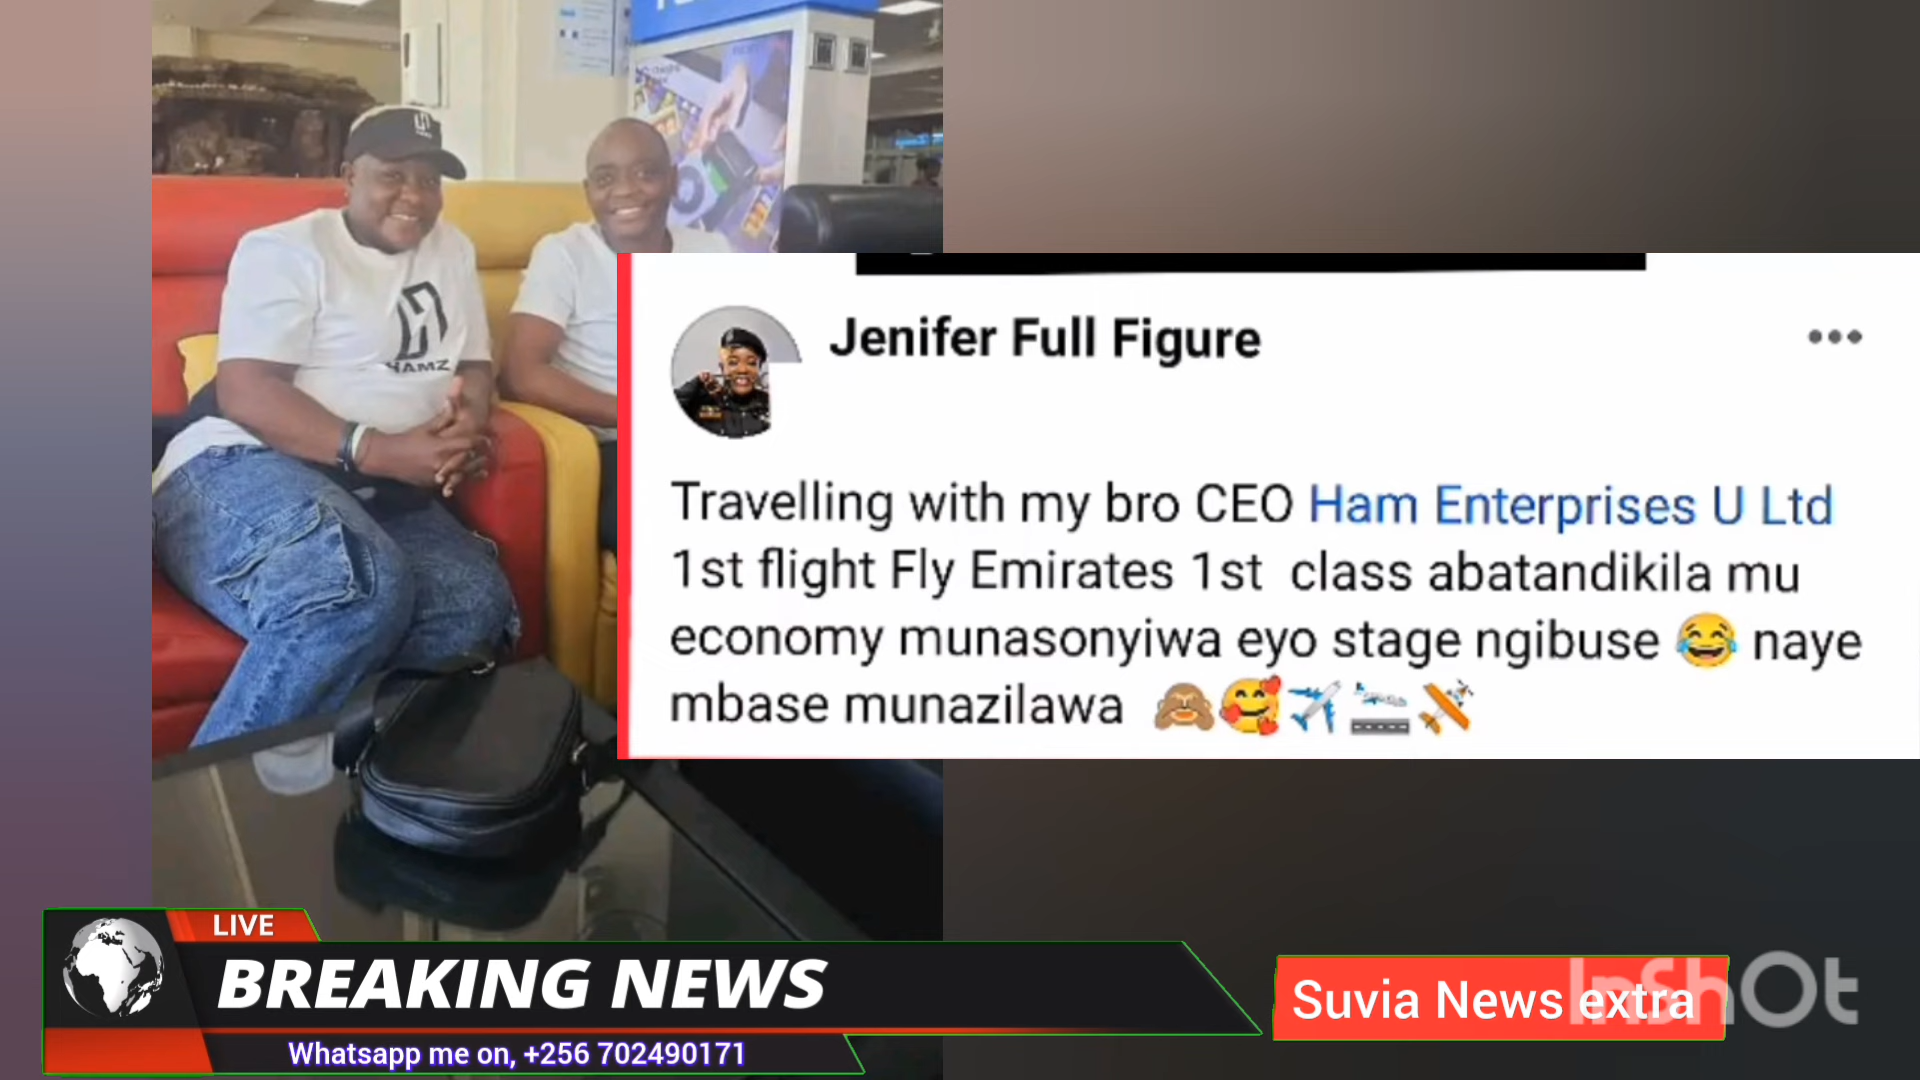 HAMZ
Jenifer Full Figure
Travelling with my bro CEO Ham Enterprises U Ltd
1st flight Fly Emirates 1st class abatandikila mu
economy munasonyiwa eyo stage ngibuse 😂 naye
mbase munazilawa 🙈🥰✈️🛬🛩️
LIVE
BREAKING NEWS
Whatsapp me on, +256 702490171
Suvia News extra
InShOt